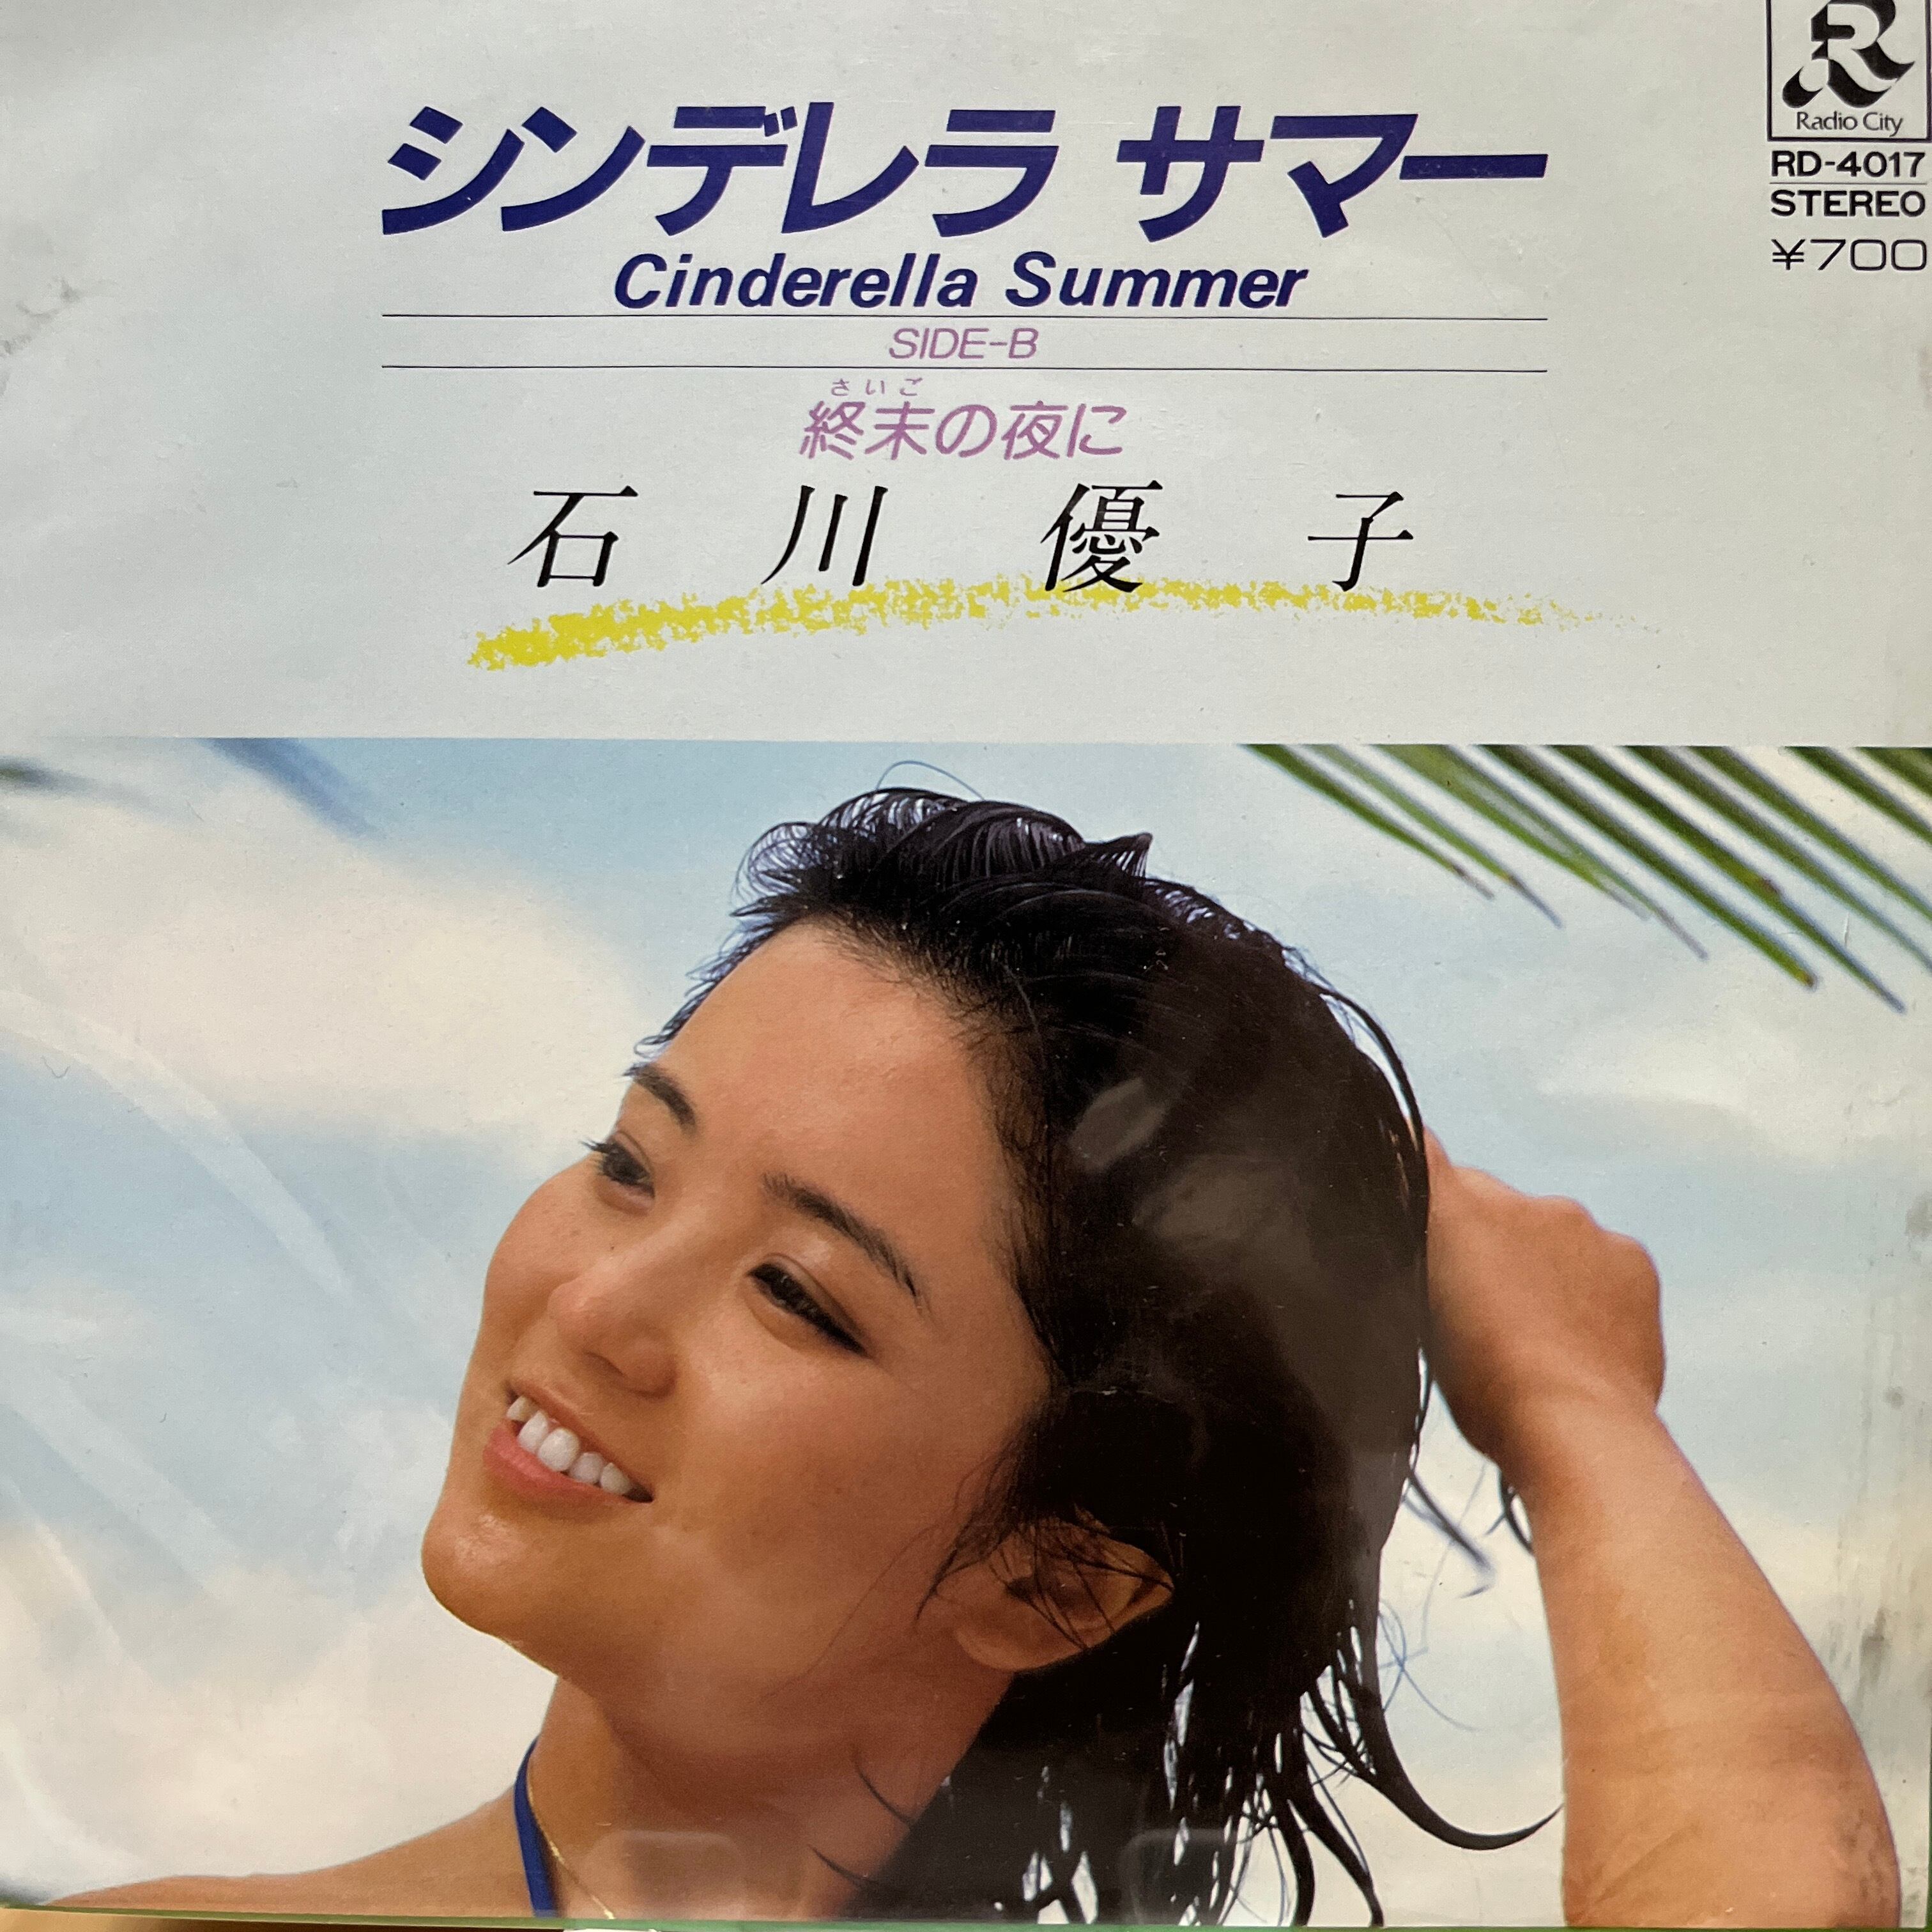 Radio City
RD-4017
STEREO
¥700
シンデレラ サマー
Cinderella Summer
SIDE-B
さいご
終末の夜に
石川優子